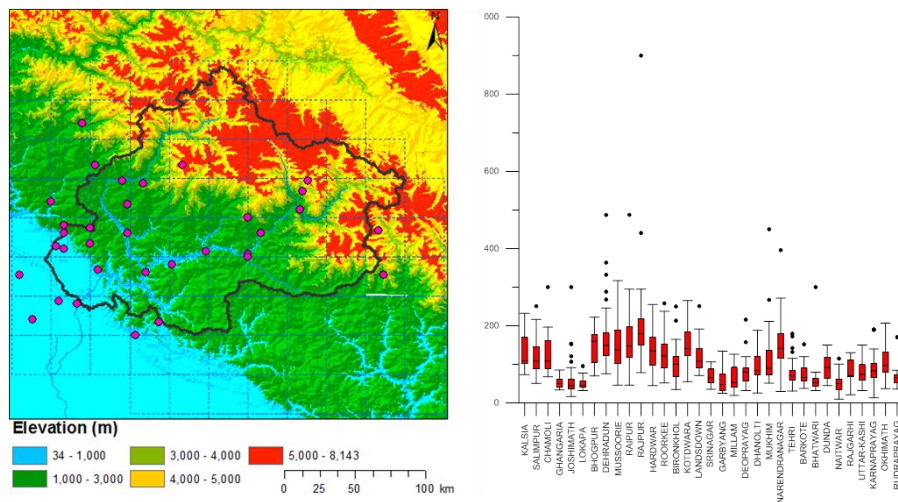 N
Elevation (m)
34 - 1,000
3,000 - 4,000
5,000 - 8,143
1,000 - 3,000
4,000 - 5,000
0 25 50 100 km
000
800
600
400
200
0
KALSIA
SALIMPUR
CHAMOLI
GHANGARIA
JOSHIMATH
LOKAPA
BHOGPUR
DEHRADUN
MUSSOORIE
RAIPUR
RAJPUR
HARDWAR
ROORKEE
BIRONKHOL
KOTDWARA
LANDSDOWN
SRINAGAR
GARBYANG
MILLAM
DEOPRAYAG
DHANOLTI
MUKHIM
NARENDRANAGAR
TEHRI
BARKOTE
BHATWARI
DUNDA
NAITWAR
RAJGARHI
UTTAR-KASHI
KARNAPRAYAG
OKHIMATH
RUDRAPRAYAG